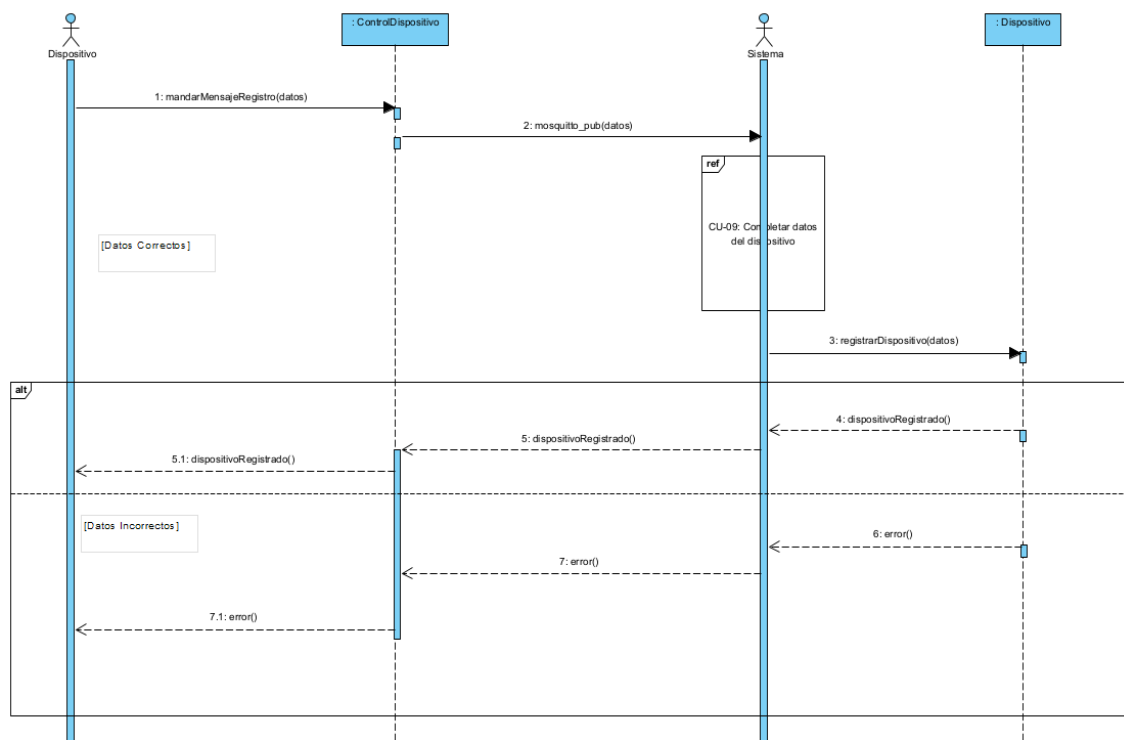 : ControlDispositivo
: Dispositivo
Dispositivo
Sistema
1: mandarMensajeRegistro(datos)
2: mosquitto_pub(datos)
ref
CU-09: Completar datos
del dispositivo
[Datos Correctos]
3: registrarDispositivo(datos)
alt
4: dispositivoRegistrado()
5: dispositivoRegistrado()
5.1: dispositivoRegistrado()
[Datos Incorrectos]
6: error()
7: error()
7.1: error()